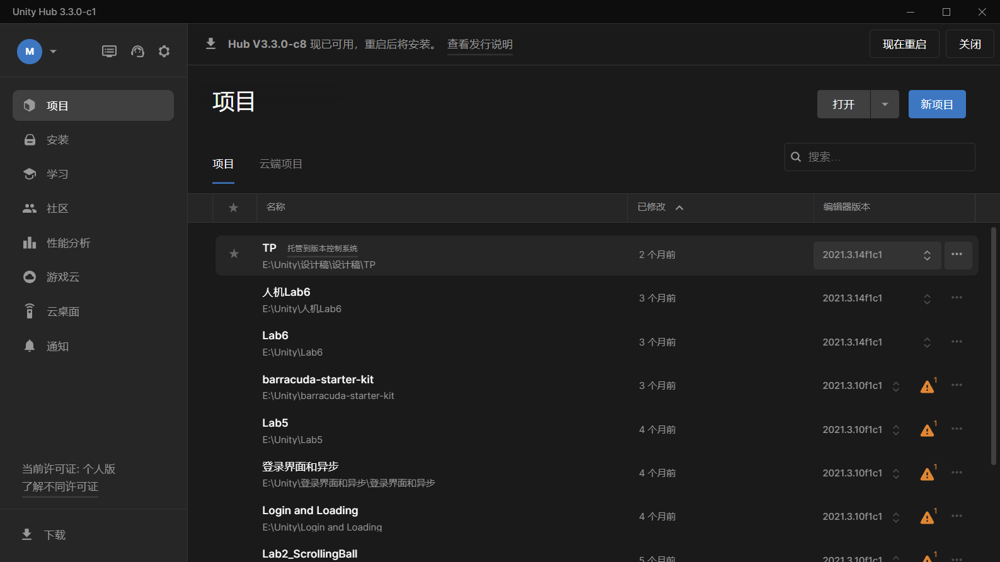 Unity Hub 3.3.0-c1
M
Hub V3.3.0-c8 现已可用，重启后将安装。 查看发行说明
现在重启
关闭
项目
安装
学习
社区
性能分析
游戏云
云桌面
通知
当前许可证: 个人版
了解不同许可证
下载
项目
打开
新项目
项目
云端项目
搜索...
名称
已修改
编辑器版本
TP 托管到版本控制系统
E:\Unity\设计稿\设计稿\TP
2 个月前
2021.3.14f1c1
人机Lab6
E:\Unity\人机Lab6
3 个月前
2021.3.14f1c1
Lab6
E:\Unity\Lab6
3 个月前
2021.3.14f1c1
barracuda-starter-kit
E:\Unity\barracuda-starter-kit
3 个月前
2021.3.10f1c1
1
Lab5
E:\Unity\Lab5
4 个月前
2021.3.10f1c1
1
登录界面和异步
E:\Unity\登录界面和异步\登录界面和异步
4 个月前
2021.3.10f1c1
1
Login and Loading
E:\Unity\Login and Loading
4 个月前
2021.3.10f1c1
1
Lab2_ScrollingBall
5 个月前
2021.3.10f1c1
1